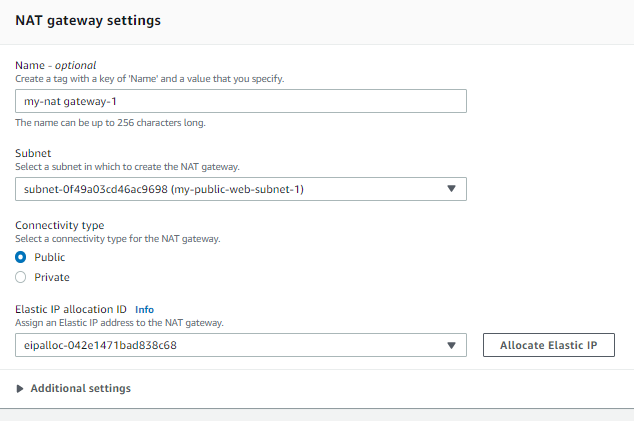 NAT gateway settings
Name - optional
Create a tag with a key of 'Name' and a value that you specify.
my-nat gateway-1
The name can be up to 256 characters long.
Subnet
Select a subnet in which to create the NAT gateway.
subnet-0f49a03cd46ac9698 (my-public-web-subnet-1)
Connectivity type
Select a connectivity type for the NAT gateway.
Public
Private
Elastic IP allocation ID Info
Assign an Elastic IP address to the NAT gateway.
eipalloc-042e1471bad838c68 Allocate Elastic IP
Additional settings